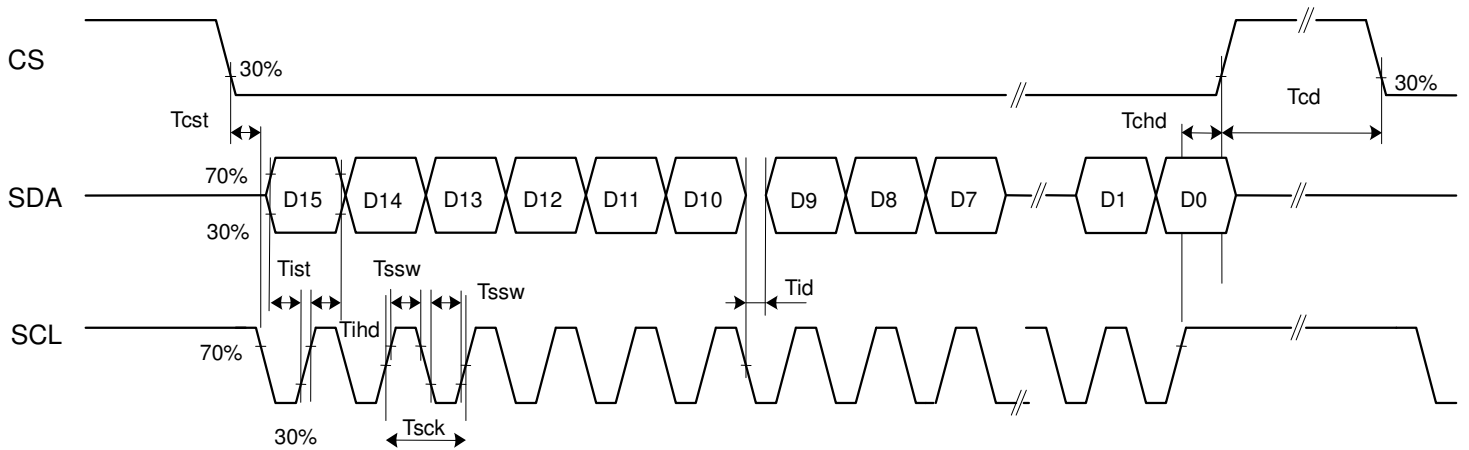 CS
30%
30%
Tcst
Tchd
Tcd
SDA
70%
30%
D15
D14
D13
D12
D11
D10
D9
D8
D7
D1
D0
Tist
Tssw
Tssw
Tid
Tihd
SCL
70%
30%
Tsck